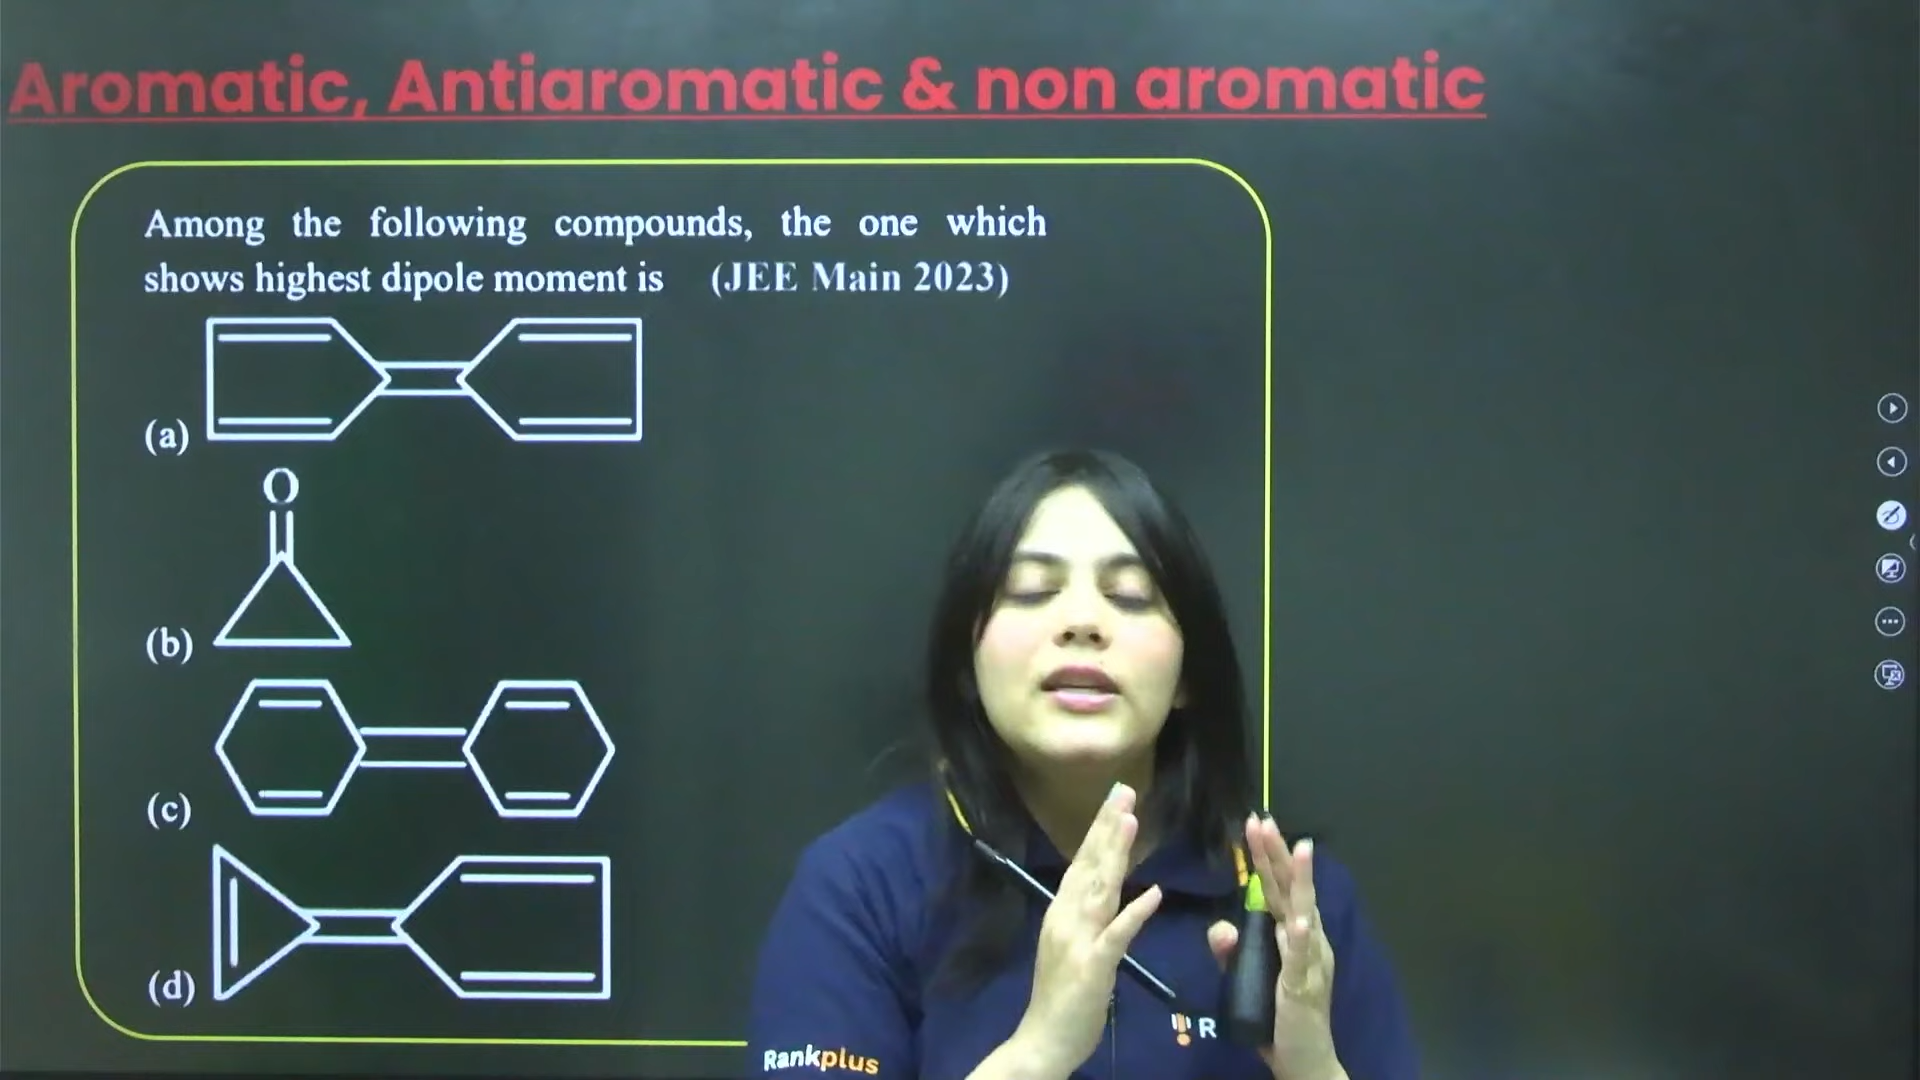 Aromatic, Antiaromatic & non aromatic
Among the following compounds, the one which
shows highest dipole moment is (JEE Main 2023)
(a)
O
(b)
(c)
(d)
Rankplus
R